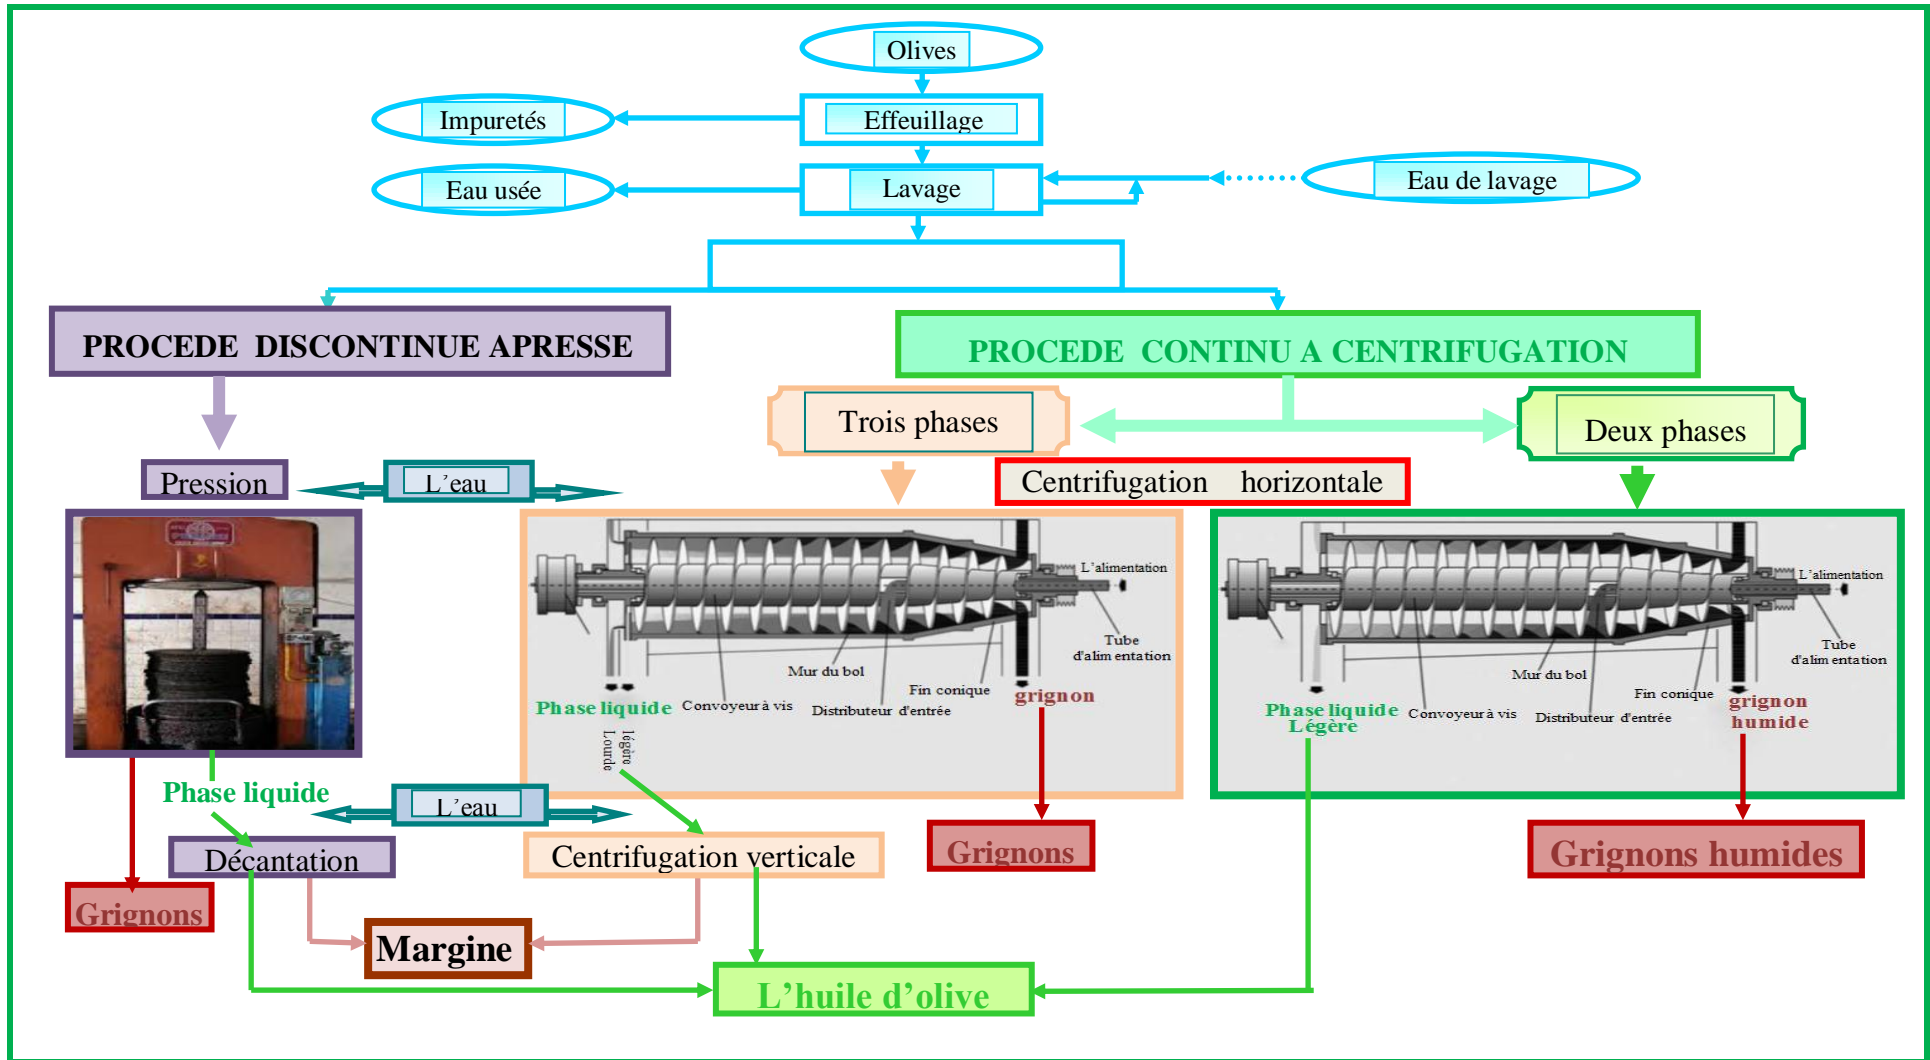 Olives
Impuretés
Effeuillage
Eau usée
Lavage
Eau de lavage
PROCEDE DISCONTINUE APRESSE
PROCEDE CONTINU A CENTRIFUGATION
Trois phases
Deux phases
Pression
L'eau
Centrifugation horizontale
L'alimentation
Tube
d'alimentation
Mur du bol
Fin conique
grignon
Phase liquide
Convoyeur à vis
Distributeur d'entrée
légère
Lourde
L'alimentation
Tube
d'alimentation
Mur du bol
Fin conique
grignon
humide
Phase liquide
Légère
Convoyeur à vis
Distributeur d'entrée
Phase liquide
L'eau
Décantation
Centrifugation verticale
Grignons
Grignons humides
Grignons
Margine
L'huile d'olive